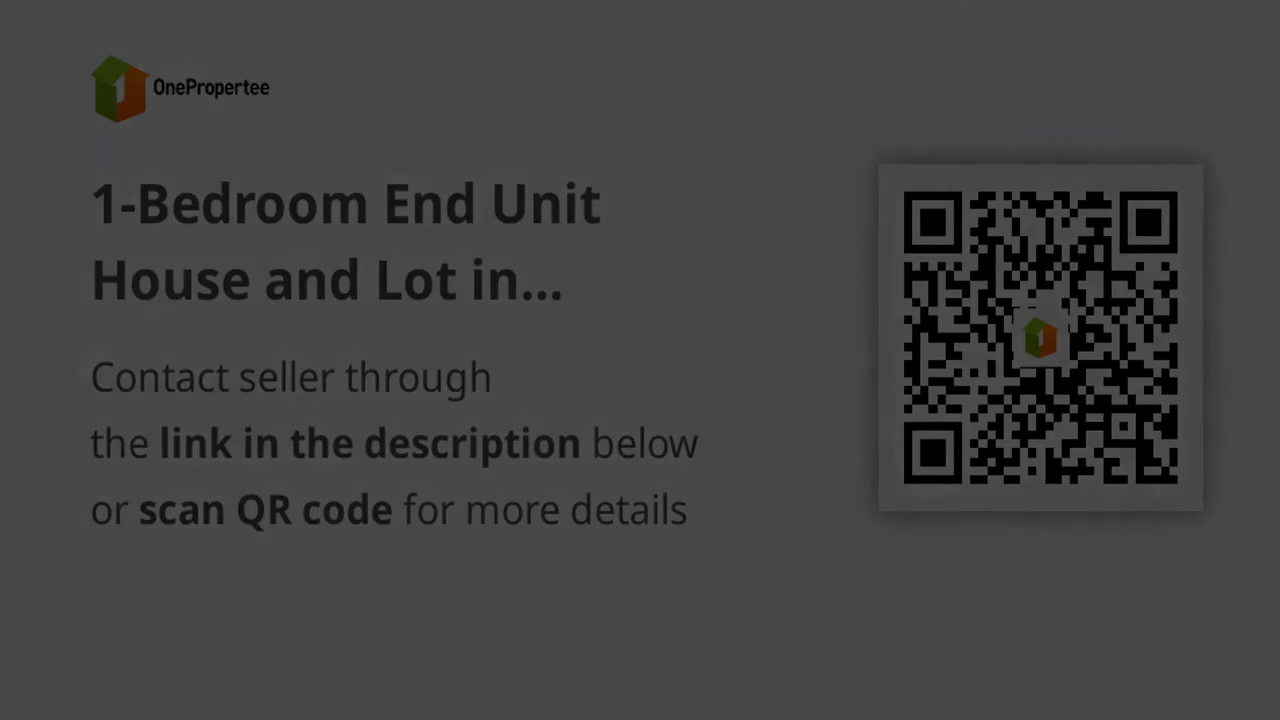 OnePropertee
1-Bedroom End Unit
House and Lot in...
Contact seller through
the link in the description below
or scan QR code for more details